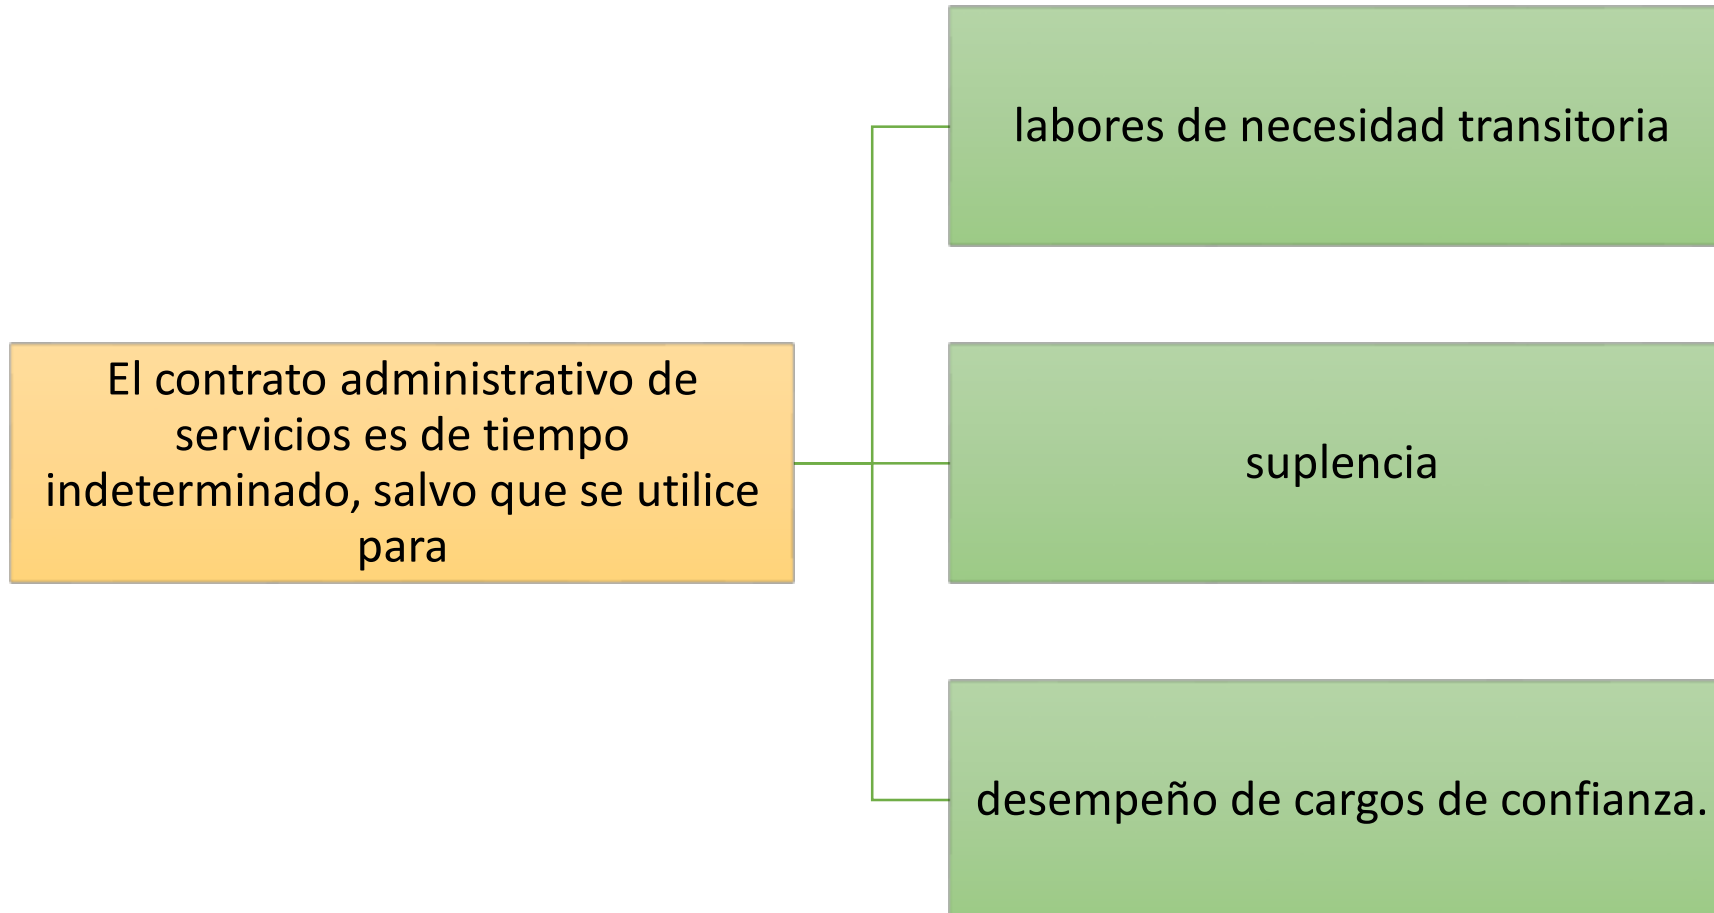 El contrato administrativo de
servicios es de tiempo
indeterminado, salvo que se utilice
para
labores de necesidad transitoria
suplencia
desempeño de cargos de confianza.